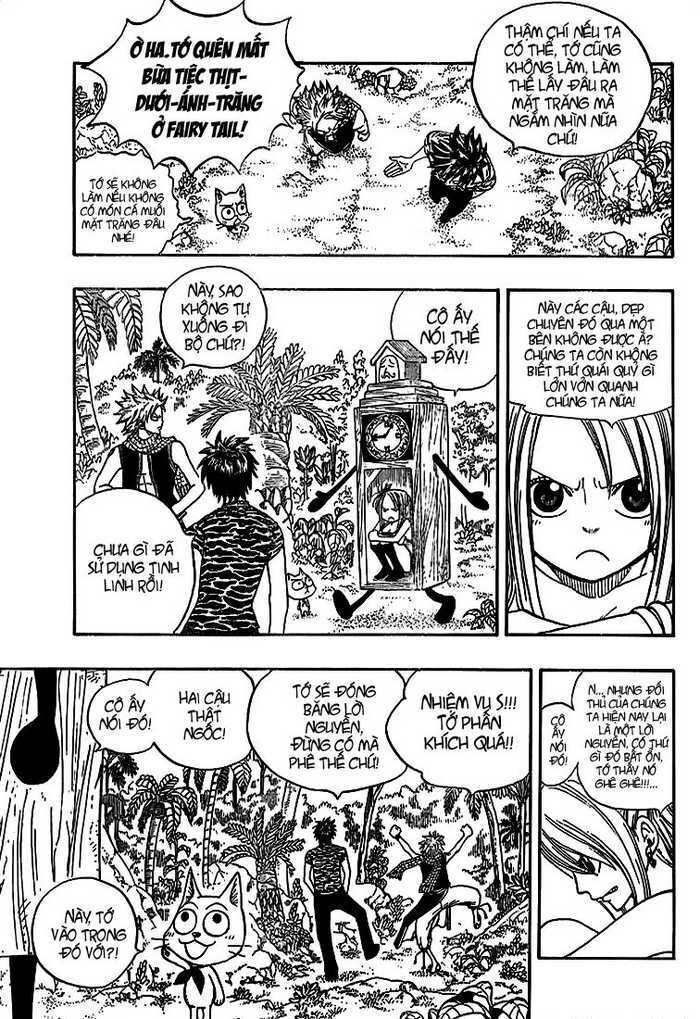 THẬM CHÍ NẾU TA
CÓ THỂ, TỚ CŨNG
KHÔNG LÀM, LÀM
THẾ LẤY ĐÂU RA
MẶT TRĂNG MÀ
NGẮM NHÌN NỮA
CHỨ!
Ờ HA. TỚ QUÊN MẤT
BỮA TIỆC THỊT-
DƯỚI-ÁNH-TRĂNG
Ở FAIRY TAIL!
TỚ SẼ KHÔNG
LÀM NẾU KHÔNG
CÓ MÓN CÁ MUỐI
MẶT TRĂNG ĐÂU
NHÉ!
NÀY CÁC CẬU, DẸP
CHUYỆN ĐÓ QUA MỘT
BÊN KHÔNG ĐƯỢC À?
CHÚNG TA CÒN KHÔNG
BIẾT THỨ QUÁI QUỶ GÌ
LỞN VỞN QUANH
CHÚNG TA NỮA!
CÔ ẤY
NÓI THẾ
ĐẤY!
NÀY, SAO
KHÔNG TỰ
XUỐNG ĐI
BỘ CHỨ?!
CHƯA GÌ ĐÃ
SỬ DỤNG TINH
LINH RỒI!
N... NHƯNG ĐỐI
THỦ CỦA CHÚNG
TA HIỆN NAY LẠI
LÀ MỘT LỜI
NGUYỀN, CÓ THỨ
GÌ ĐÓ BẤT ỔN,
TỚ THẤY NÓ
GHÊ GHÊ!!!...
CÔ ẤY
NÓI ĐÓ!
NHIỆM VỤ S!!!
TỚ PHẤN
KHÍCH QUÁ!!
TỚ SẼ ĐÓNG
BĂNG LỜI
NGUYỀN,
ĐỪNG CÓ MÀ
PHÊ THẾ CHỨ!
HAI CẬU
THẬT
NGỐC!
CÔ ẤY
NÓI ĐÓ!
NÀY, TỚ
VÀO TRONG
ĐÓ VỚI?!